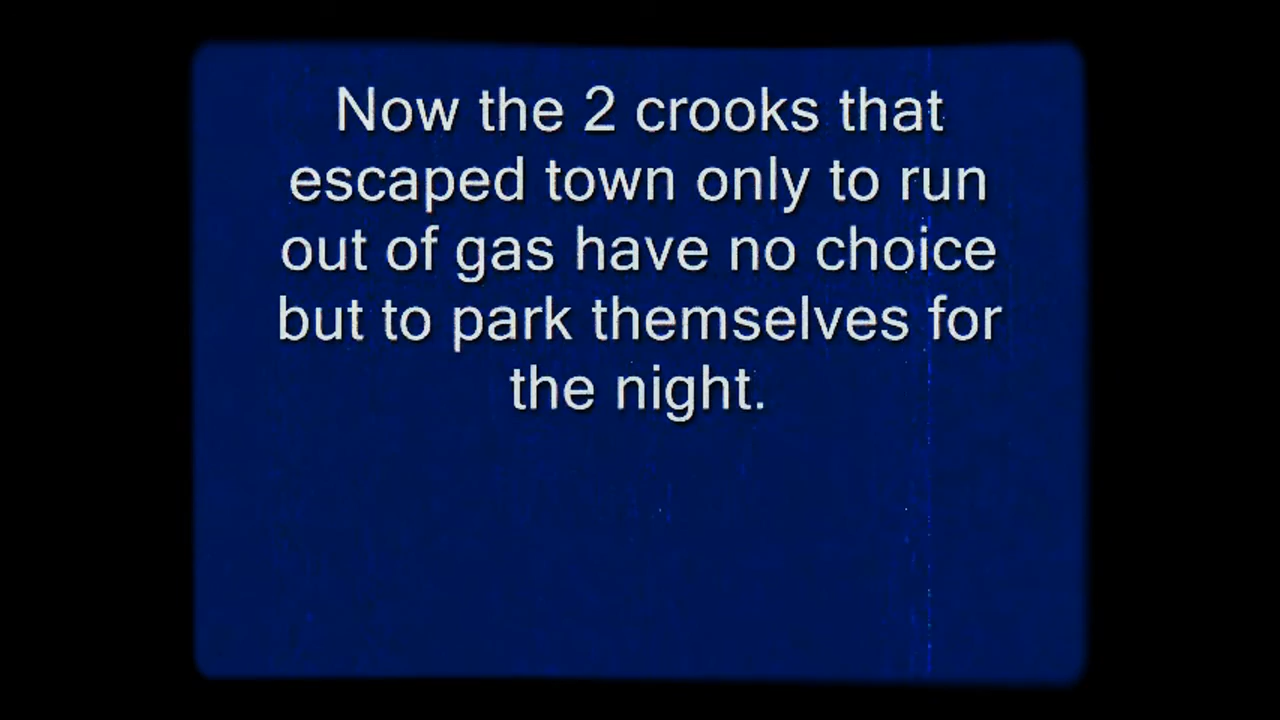 Now the 2 crooks that
escaped town only to run
out of gas have no choice
but to park themselves for
the night.